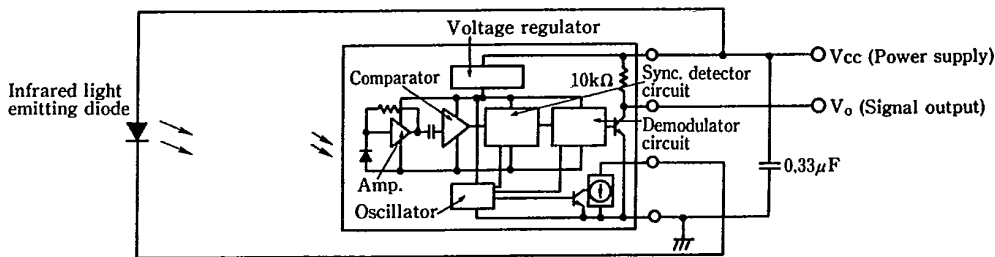 Voltage regulator
Vcc (Power supply)
Comparator
10kΩ
Sync. detector
circuit
Infrared light
emitting diode
Vo (Signal output)
Demodulator
circuit
Amp.
0.33μF
Oscillator